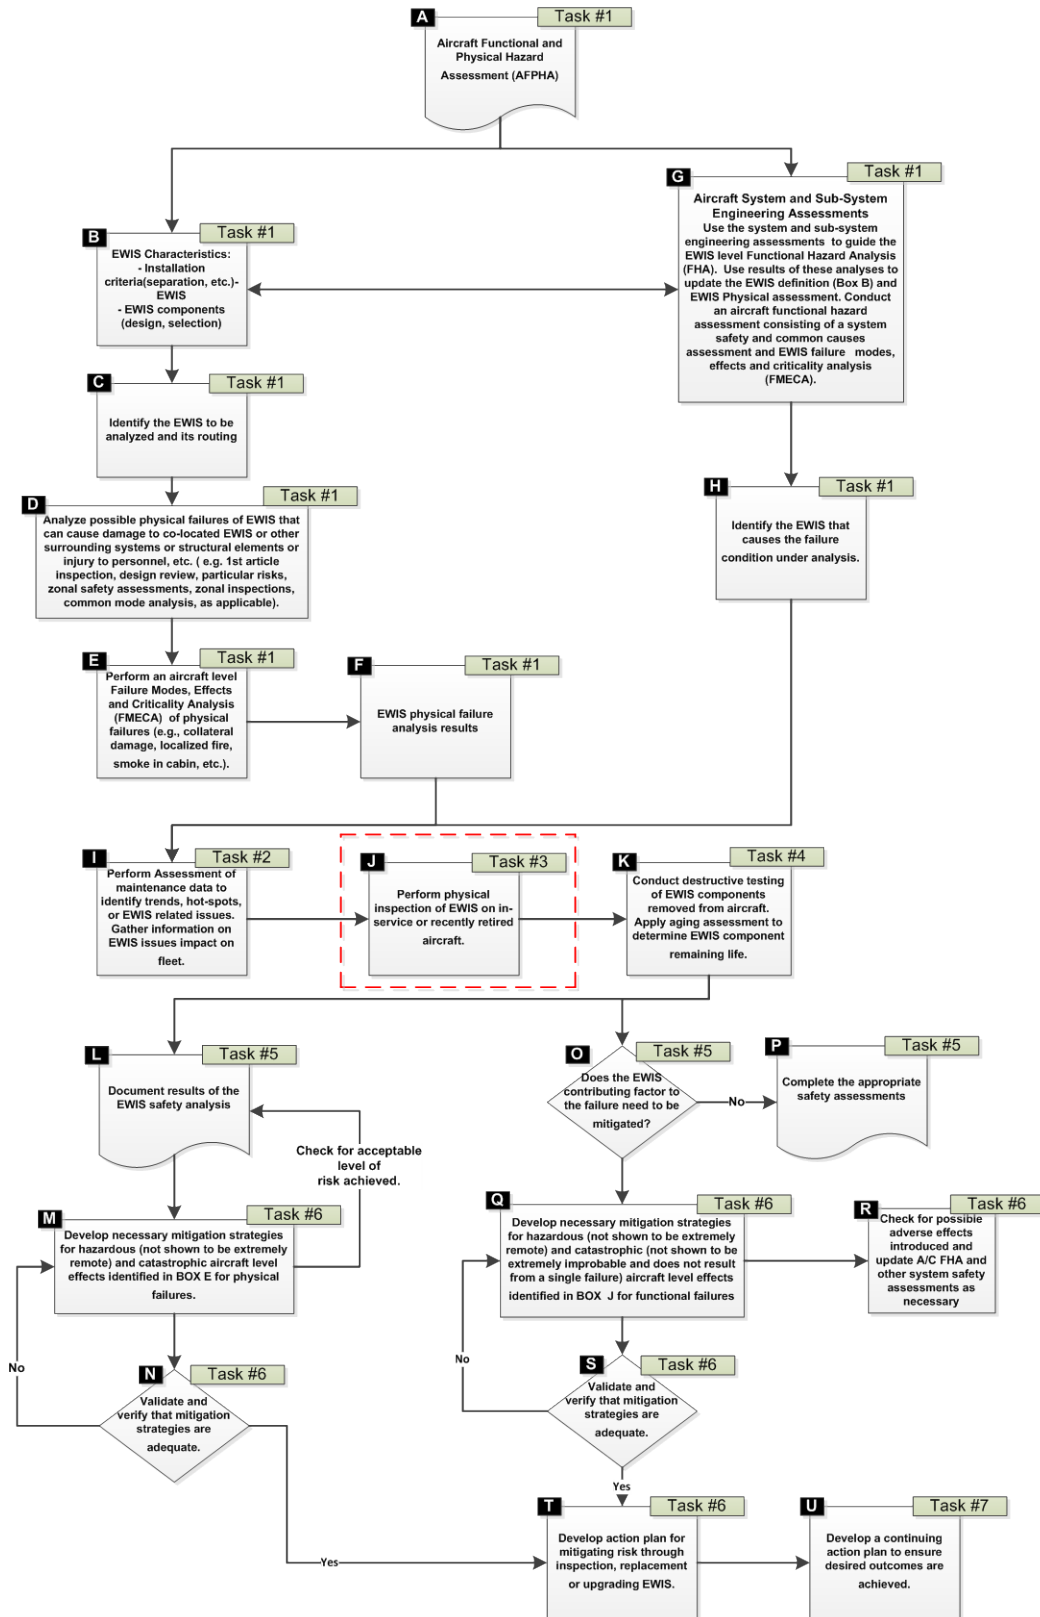 A
Task #1
Aircraft Functional and
Physical Hazard
Assessment (AFPHA)
B
Task #1
EWIS Characteristics:
- Installation
criteria(separation, etc.)-
EWIS
- EWIS components
(design, selection)
G
Task #1
Aircraft System and Sub-System
Engineering Assessments
Use the system and sub-system
engineering assessments to guide the
EWIS level Functional Hazard Analysis
(FHA). Use results of these analyses to
update the EWIS definition (Box B) and
EWIS Physical assessment. Conduct
an aircraft functional hazard
assessment consisting of a system
safety and common causes
assessment and EWIS failure modes,
effects and criticality analysis
(FMECA).
C
Task #1
Identify the EWIS to be
analyzed and its routing
D
Task #1
Analyze possible physical failures of EWIS that
can cause damage to co-located EWIS or other
surrounding systems or structural elements or
injury to personnel, etc. ( e.g. 1st article
inspection, design review, particular risks,
zonal safety assessments, zonal inspections,
common mode analysis, as applicable).
H
Task #1
Identify the EWIS that
causes the failure
condition under analysis.
E
Task #1
Perform an aircraft level
Failure Modes, Effects
and Criticality Analysis
(FMECA) of physical
failures (e.g., collateral
damage, localized fire,
smoke in cabin, etc.).
F
Task #1
EWIS physical failure
analysis results
I
Task #2
Perform Assessment of
maintenance data to
identify trends, hot-spots,
or EWIS related issues.
Gather information on
EWIS issues impact on
fleet.
J
Task #3
Perform physical
inspection of EWIS on in-
service or recently retired
aircraft.
K
Task #4
Conduct destructive testing
of EWIS components
removed from aircraft.
Apply aging assessment to
determine EWIS component
remaining life.
L
Task #5
Document results of the
EWIS safety analysis
O
Task #5
Does the EWIS
contributing factor to
the failure need to be
mitigated?
No
P
Task #5
Complete the appropriate
safety assessments
Check for acceptable
level of
risk achieved.
M
Task #6
Develop necessary mitigation strategies
for hazardous (not shown to be extremely
remote) and catastrophic aircraft level
effects identified in BOX E for physical
failures.
Q
Task #6
Develop necessary mitigation strategies for
hazardous (not shown to be extremely
remote) and catastrophic (not shown to be
extremely improbable and does not result
from a single failure) aircraft level effects
identified in BOX J for functional failures
R
Task #6
Check for possible
adverse effects
introduced and
update A/C FHA and
other system safety
assessments as
necessary
No
N
Task #6
Validate and
verify that mitigation
strategies are
adequate.
No
S
Task #6
Validate and
verify that mitigation
strategies are
adequate.
Yes
Yes
T
Task #6
Develop action plan for
mitigating risk through
inspection, replacement
or upgrading EWIS.
U
Task #7
Develop a continuing
action plan to ensure
desired outcomes are
achieved.